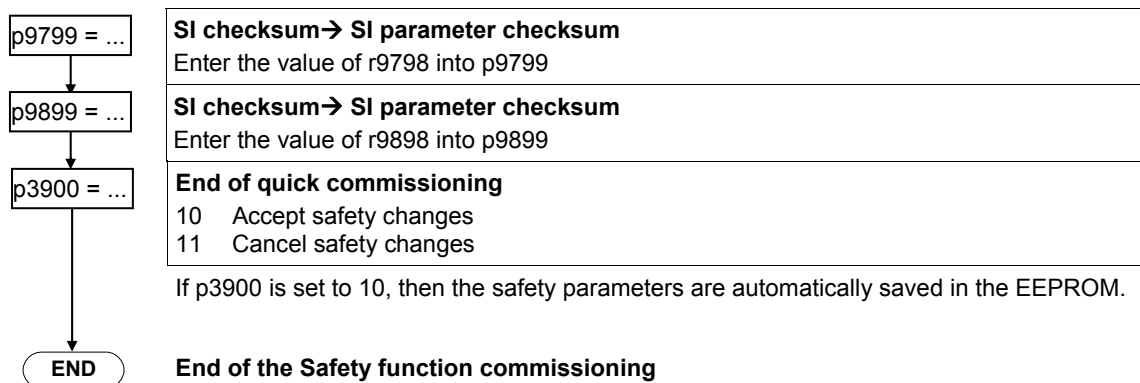 p9799 = ...
SI checksum→ SI parameter checksum
Enter the value of r9798 into p9799
p9899 = ...
SI checksum→ SI parameter checksum
Enter the value of r9898 into p9899
p3900 = ...
End of quick commissioning
10 Accept safety changes
11 Cancel safety changes
If p3900 is set to 10, then the safety parameters are automatically saved in the EEPROM.
END
End of the Safety function commissioning